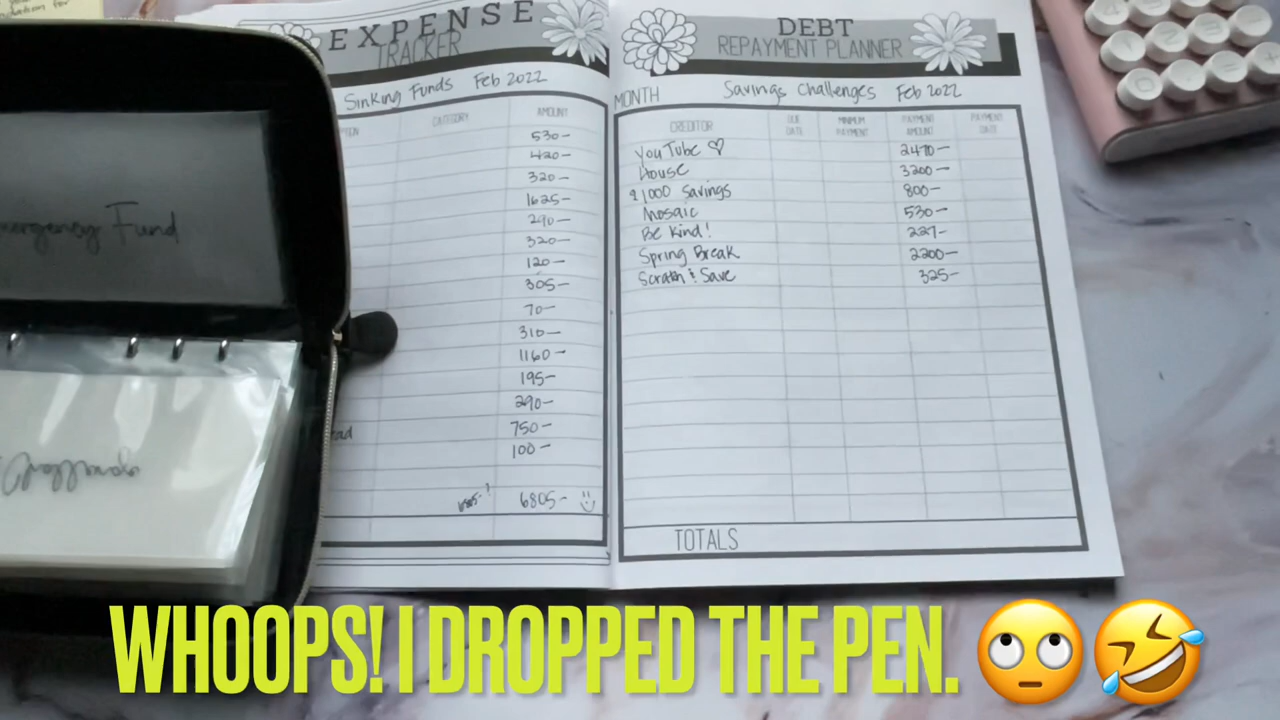 EXPENSE
TRACKER
Sinking Funds Feb 2022
CATEGORY AMOUNT
530-
420-
320-
1625-
290-
320-
120-
305-
70-
310-
1160-
195-
290-
750-
100-
6805- 
DEBT
REPAYMENT PLANNER
MONTH Savings Challenges Feb 2022
CREDITOR DUE DATE MINIMUM PAYMENT PAYMENT AMOUNT PAYMENT DATE
YouTube ♡ 2470-
House 3200-
$1000 Savings 800-
Mosaic 530-
Be Kind! 227-
Spring Break 2200-
Scratch & Save 325-
TOTALS
Emergency Fund
WHOOPS! I DROPPED THE PEN. 🙄🤣